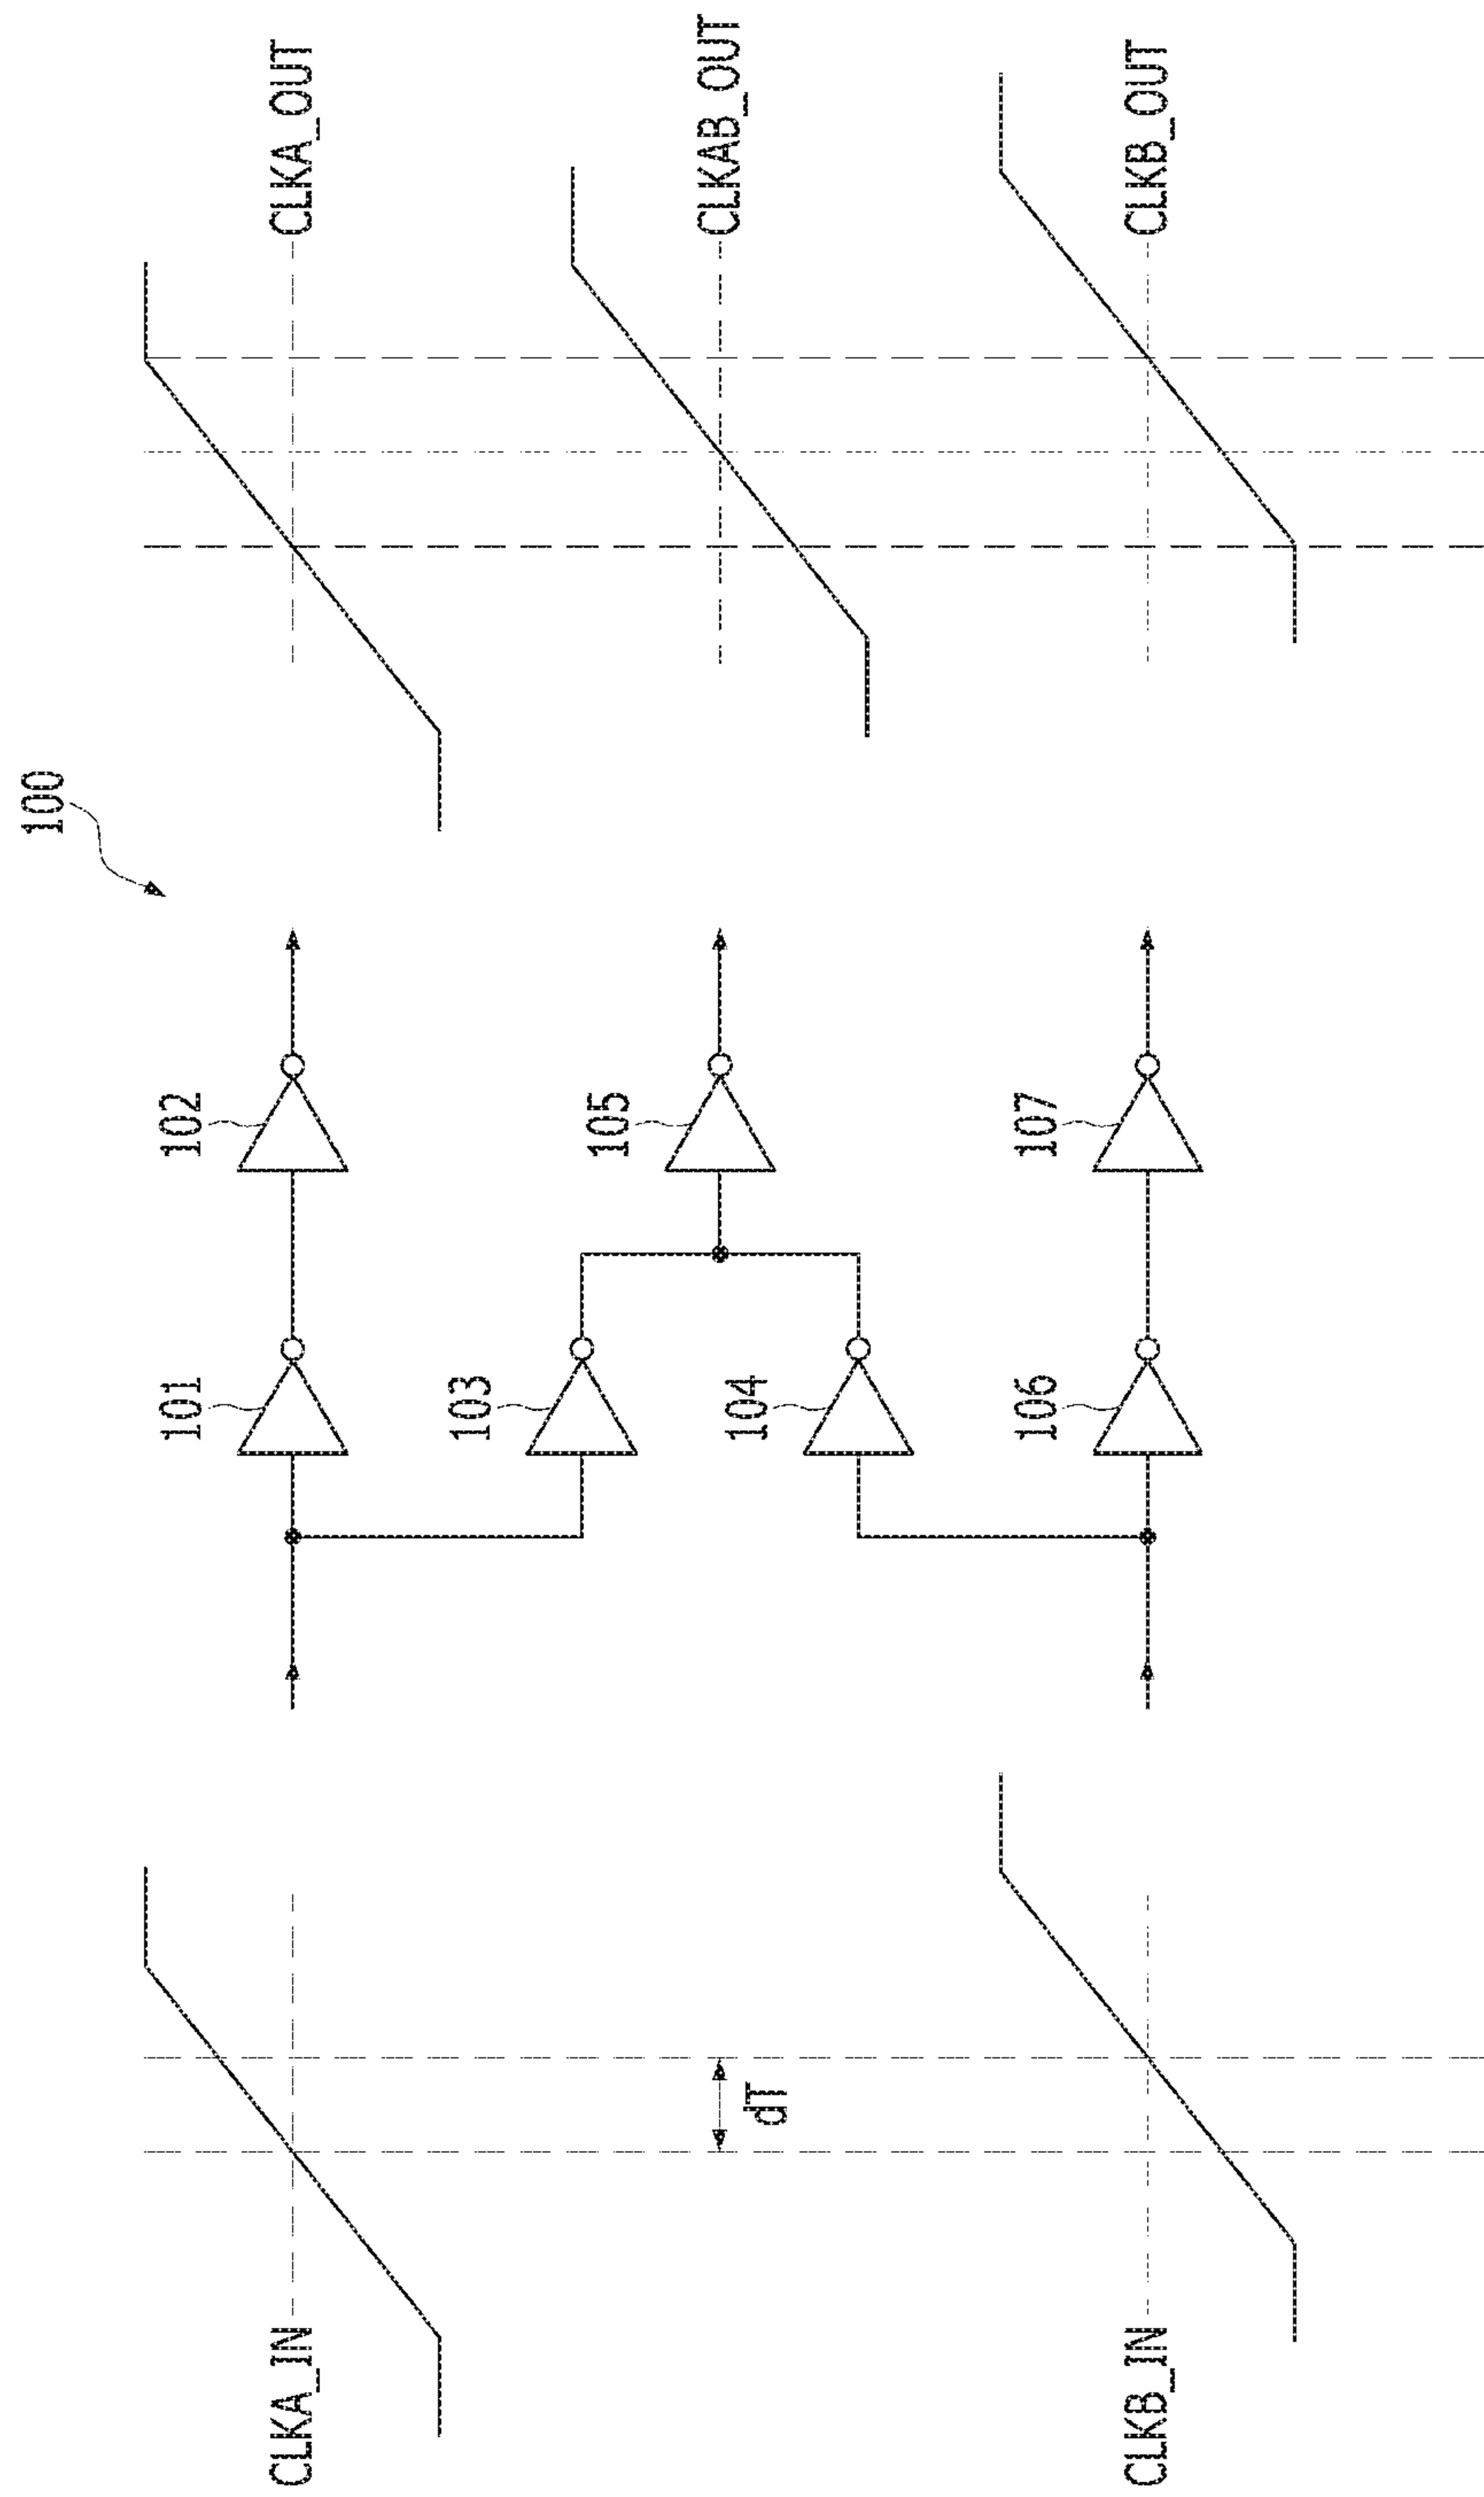 100
CLKA_IN
101
102
CLKA_OUT
103
dT
105
CLKAB_OUT
104
CLKB_IN
106
107
CLKB_OUT